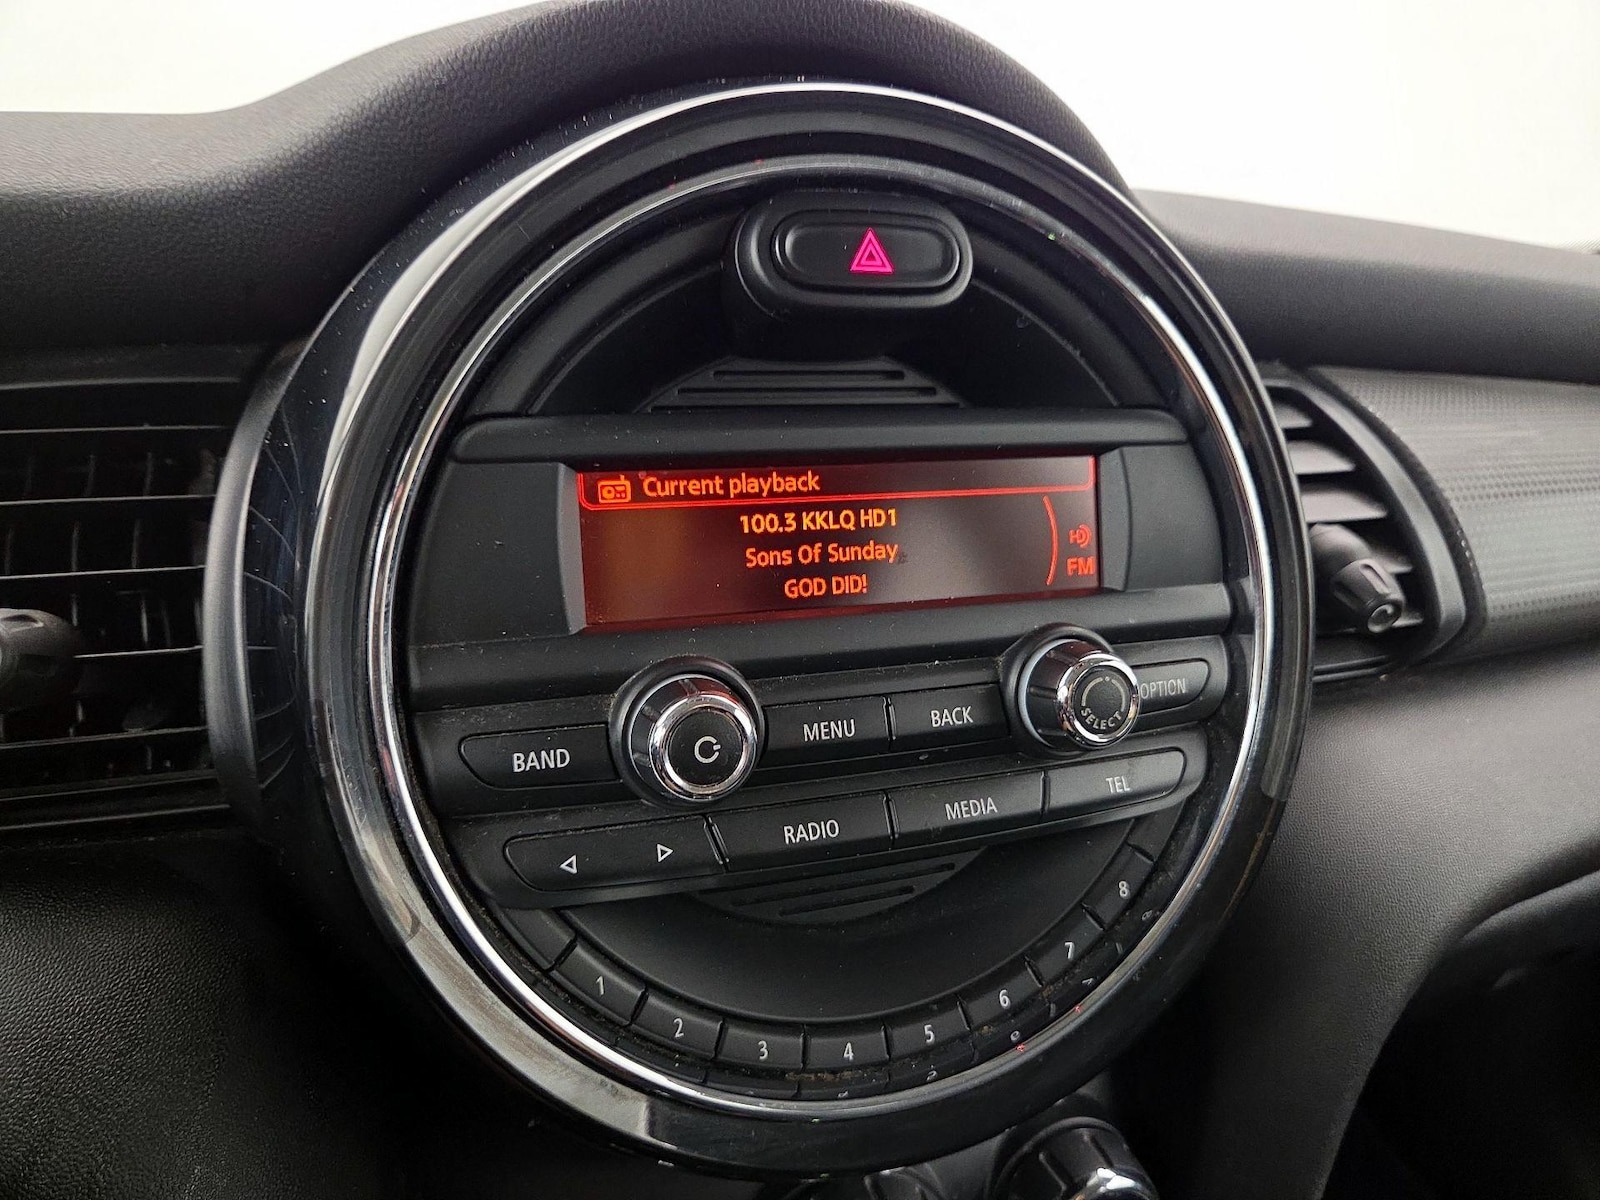 Current playback
100.3 KKLQ HD1
Sons Of Sunday
GOD DID!
HD
FM
BAND
MENU
BACK
SELECT
OPTION
RADIO
MEDIA
TEL
1 2 3 4 5 6 7 8